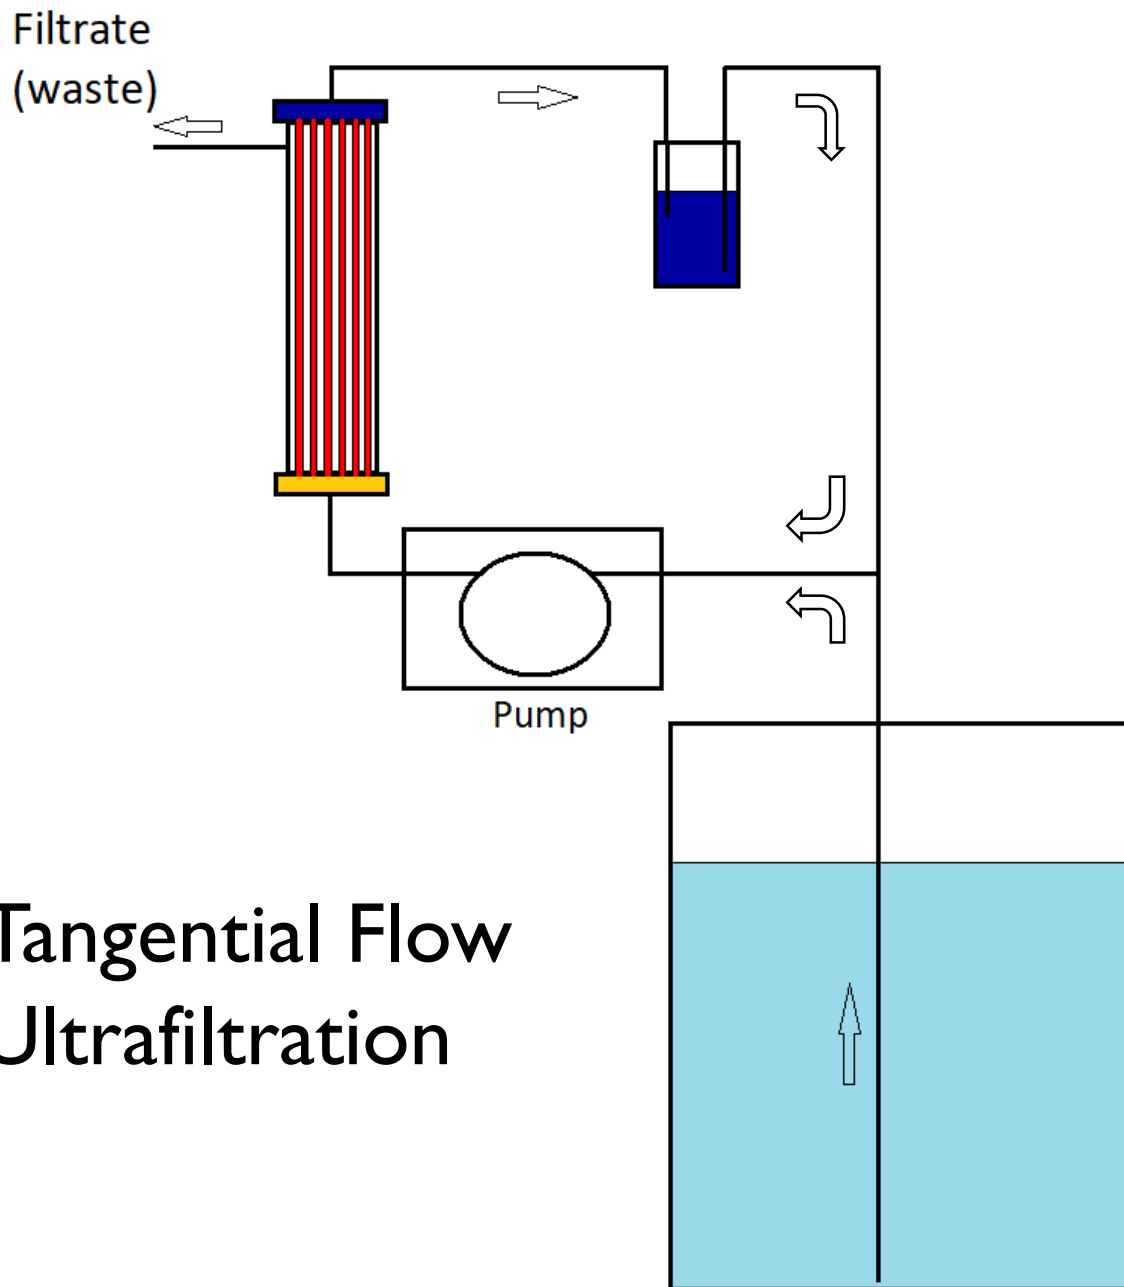 Filtrate
(waste)
Pump
Tangential Flow
Ultrafiltration